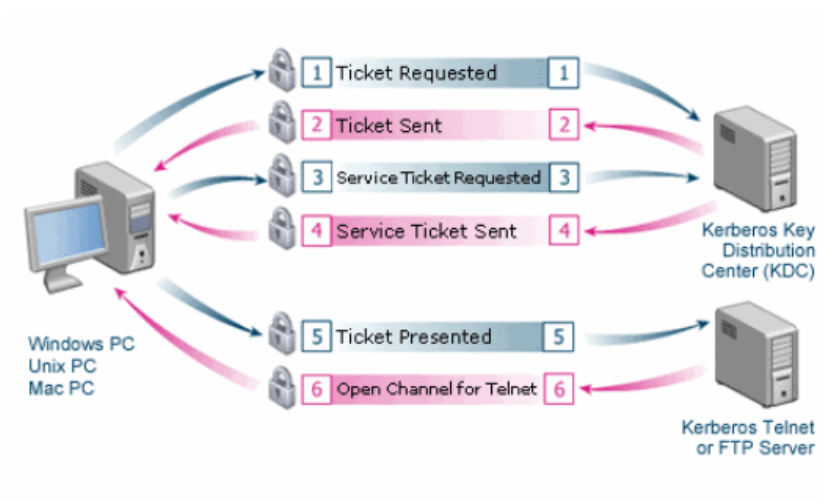 1 Ticket Requested 1
2 Ticket Sent 2
3 Service Ticket Requested 3
4 Service Ticket Sent 4
Kerberos Key
Distribution
Center (KDC)
5 Ticket Presented 5
6 Open Channel for Telnet 6
Windows PC
Unix PC
Mac PC
Kerberos Telnet
or FTP Server